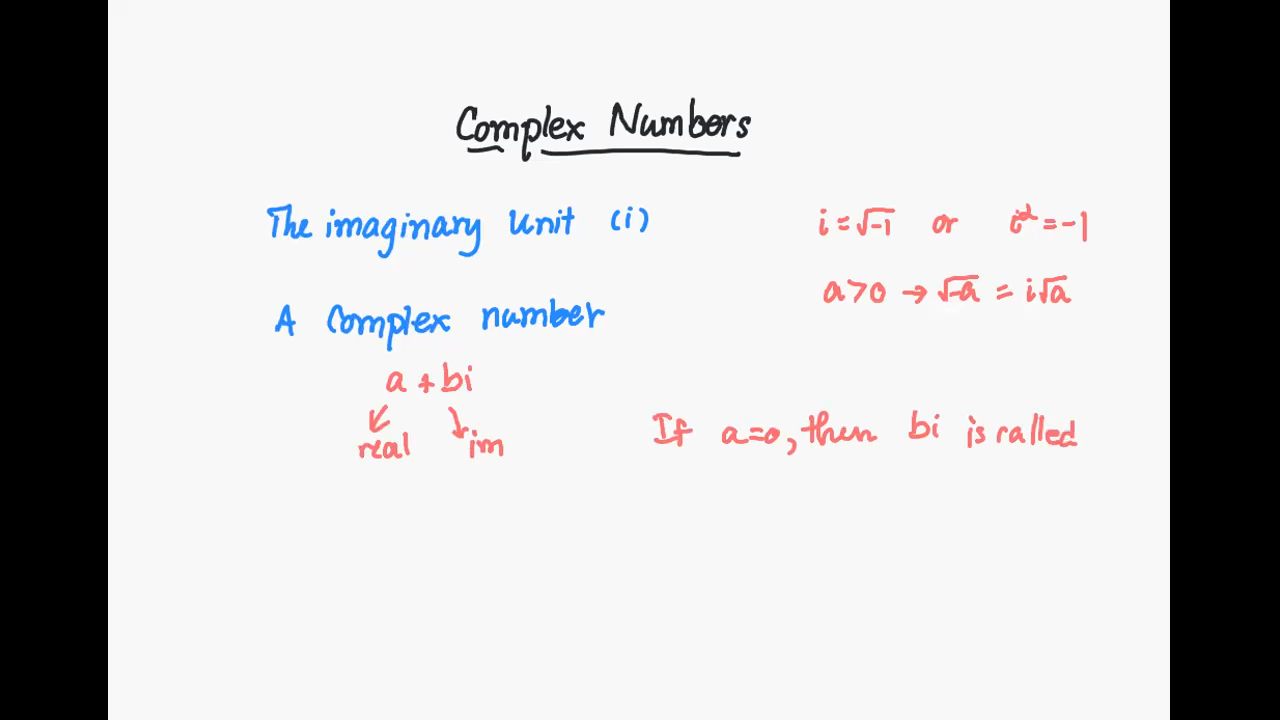 Complex Numbers
The imaginary Unit (i)
i = √-1 or i² = -1
a > 0 → √-a = i√a
A Complex number
a + bi
real im
If a=0, then bi is called